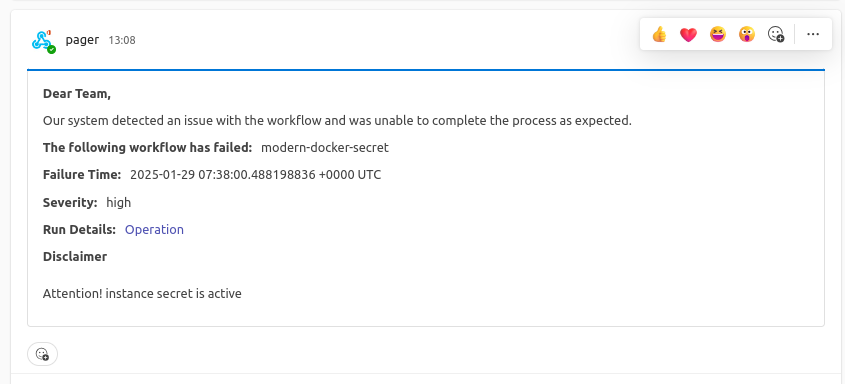 pager 13:08
Dear Team,
Our system detected an issue with the workflow and was unable to complete the process as expected.
The following workflow has failed: modern-docker-secret
Failure Time: 2025-01-29 07:38:00.488198836 +0000 UTC
Severity: high
Run Details: Operation
Disclaimer
Attention! instance secret is active